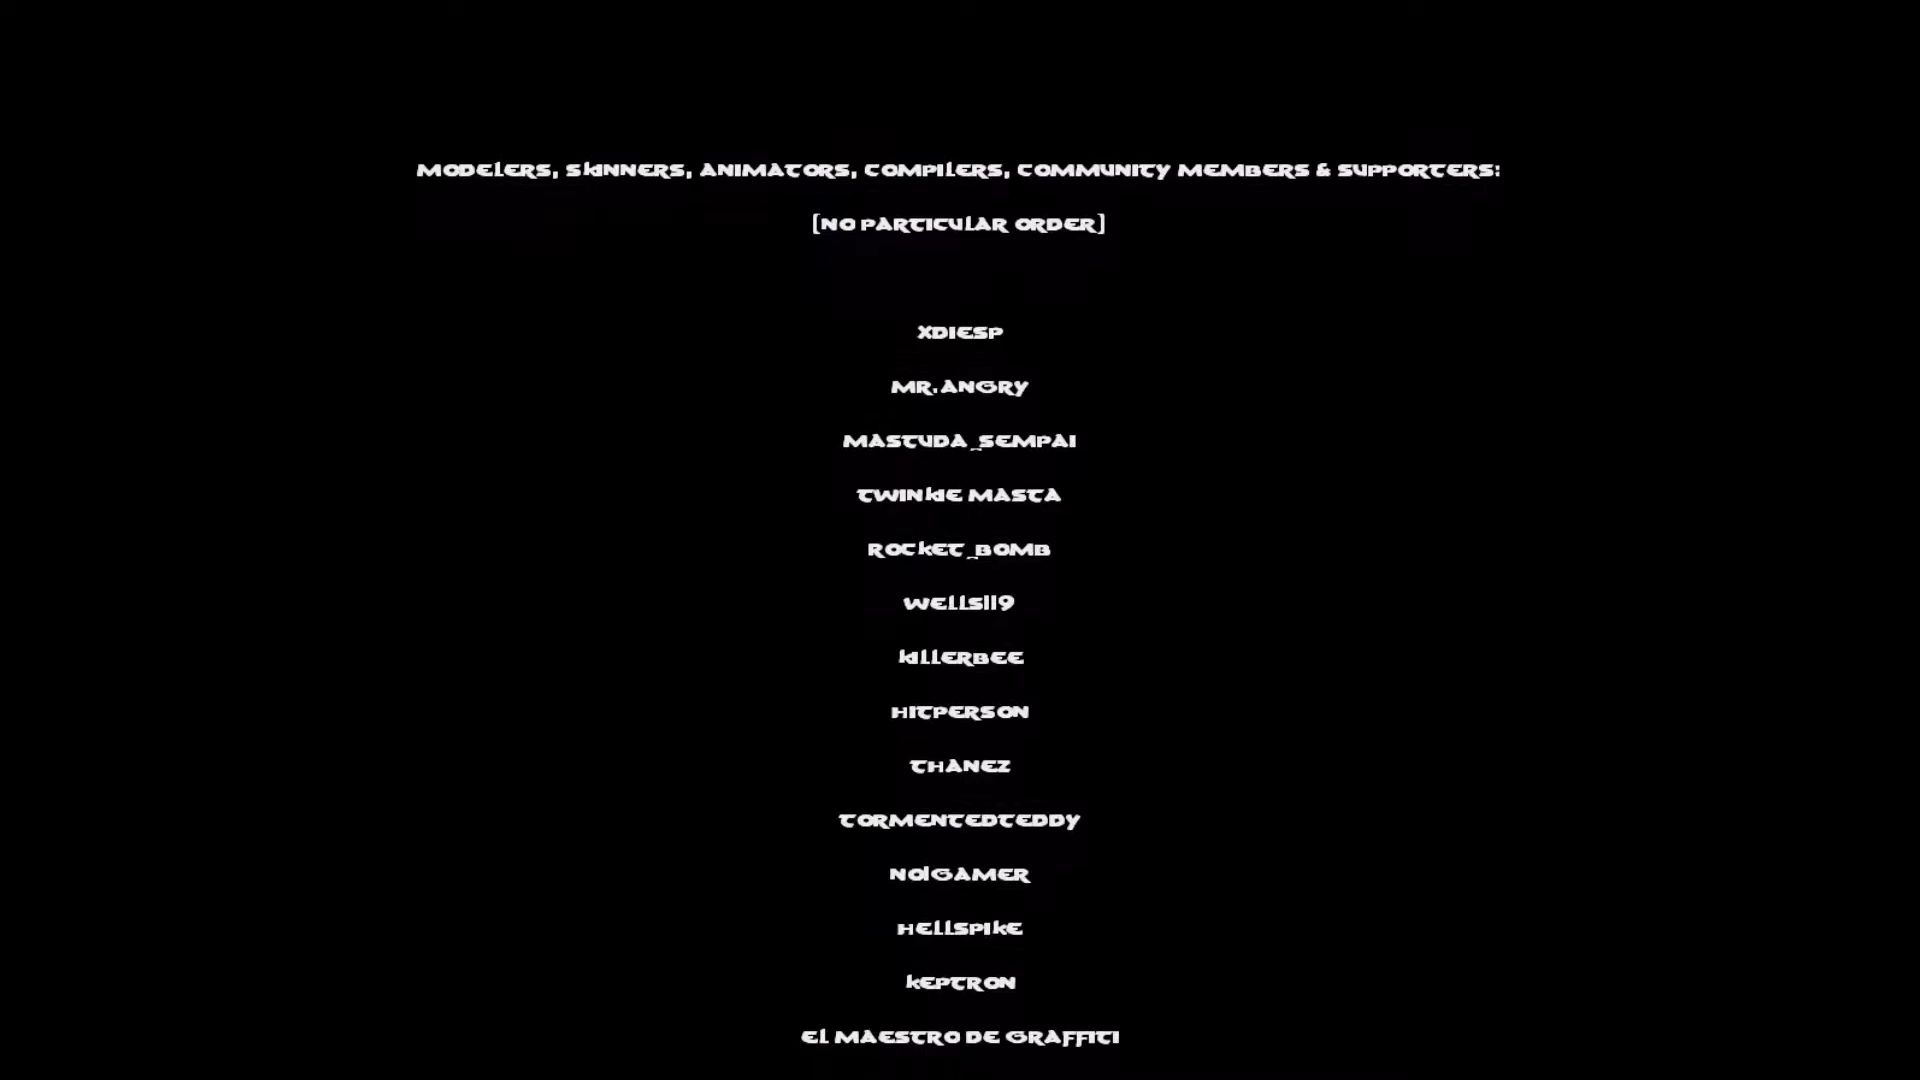 MODELERS, SKINNERS, ANIMATORS, COMPILERS, COMMUNITY MEMBERS & SUPPORTERS:
[NO PARTICULAR ORDER]
XDIESP
MR.ANGRY
MASTUDA_SEMPAI
TWINKIE MASTA
ROCKET_BOMB
WELLS119
KILLERBEE
HITPERSON
THANEZ
TORMENTEDTEDDY
NO1GAMER
HELLSPIKE
KEPTRON
EL MAESTRO DE GRAFFITI